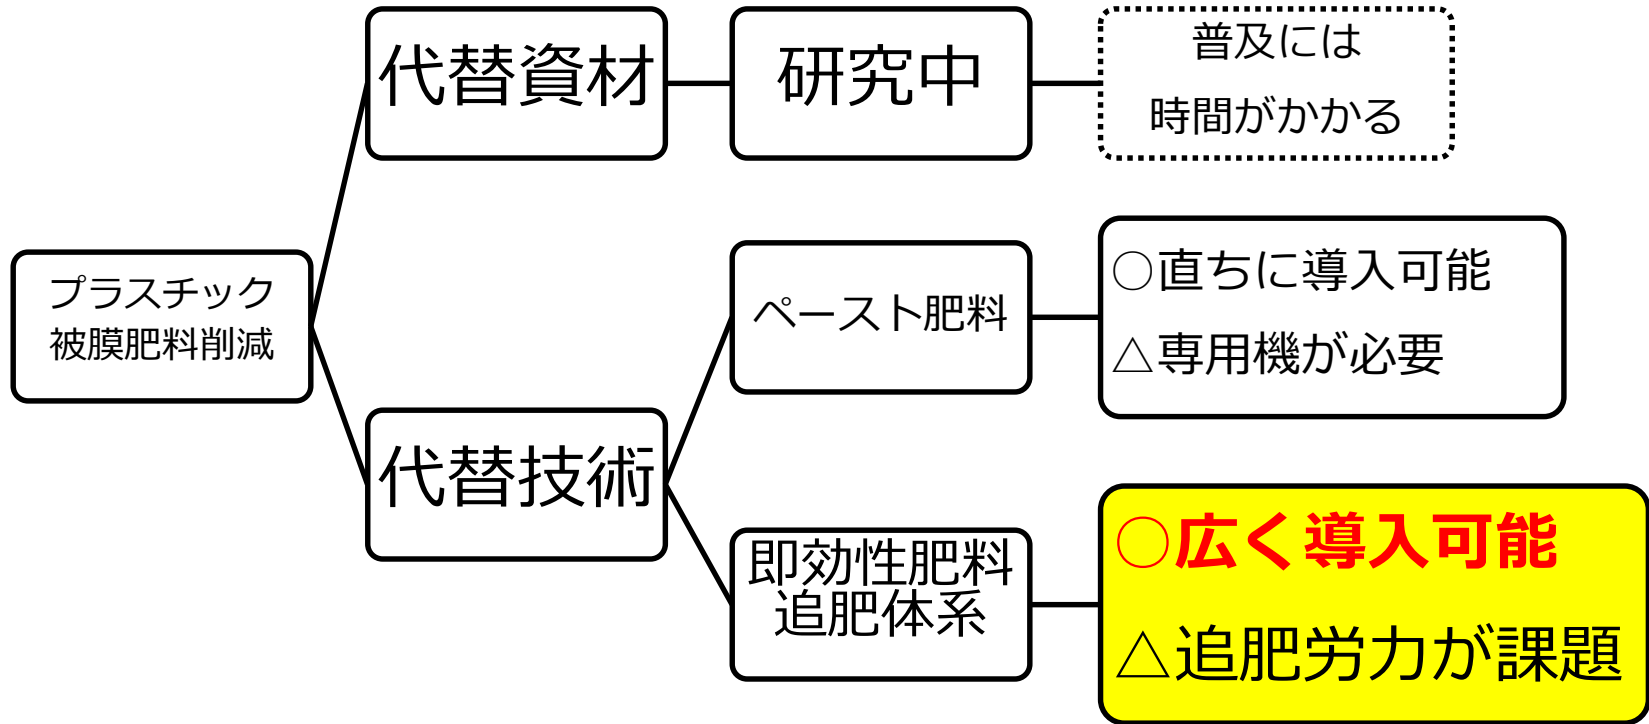 代替資材
研究中
普及には
時間がかかる
プラスチック
被膜肥料削減
ペースト肥料
○直ちに導入可能
△専用機が必要
代替技術
即効性肥料
追肥体系
○広く導入可能
△追肥労力が課題